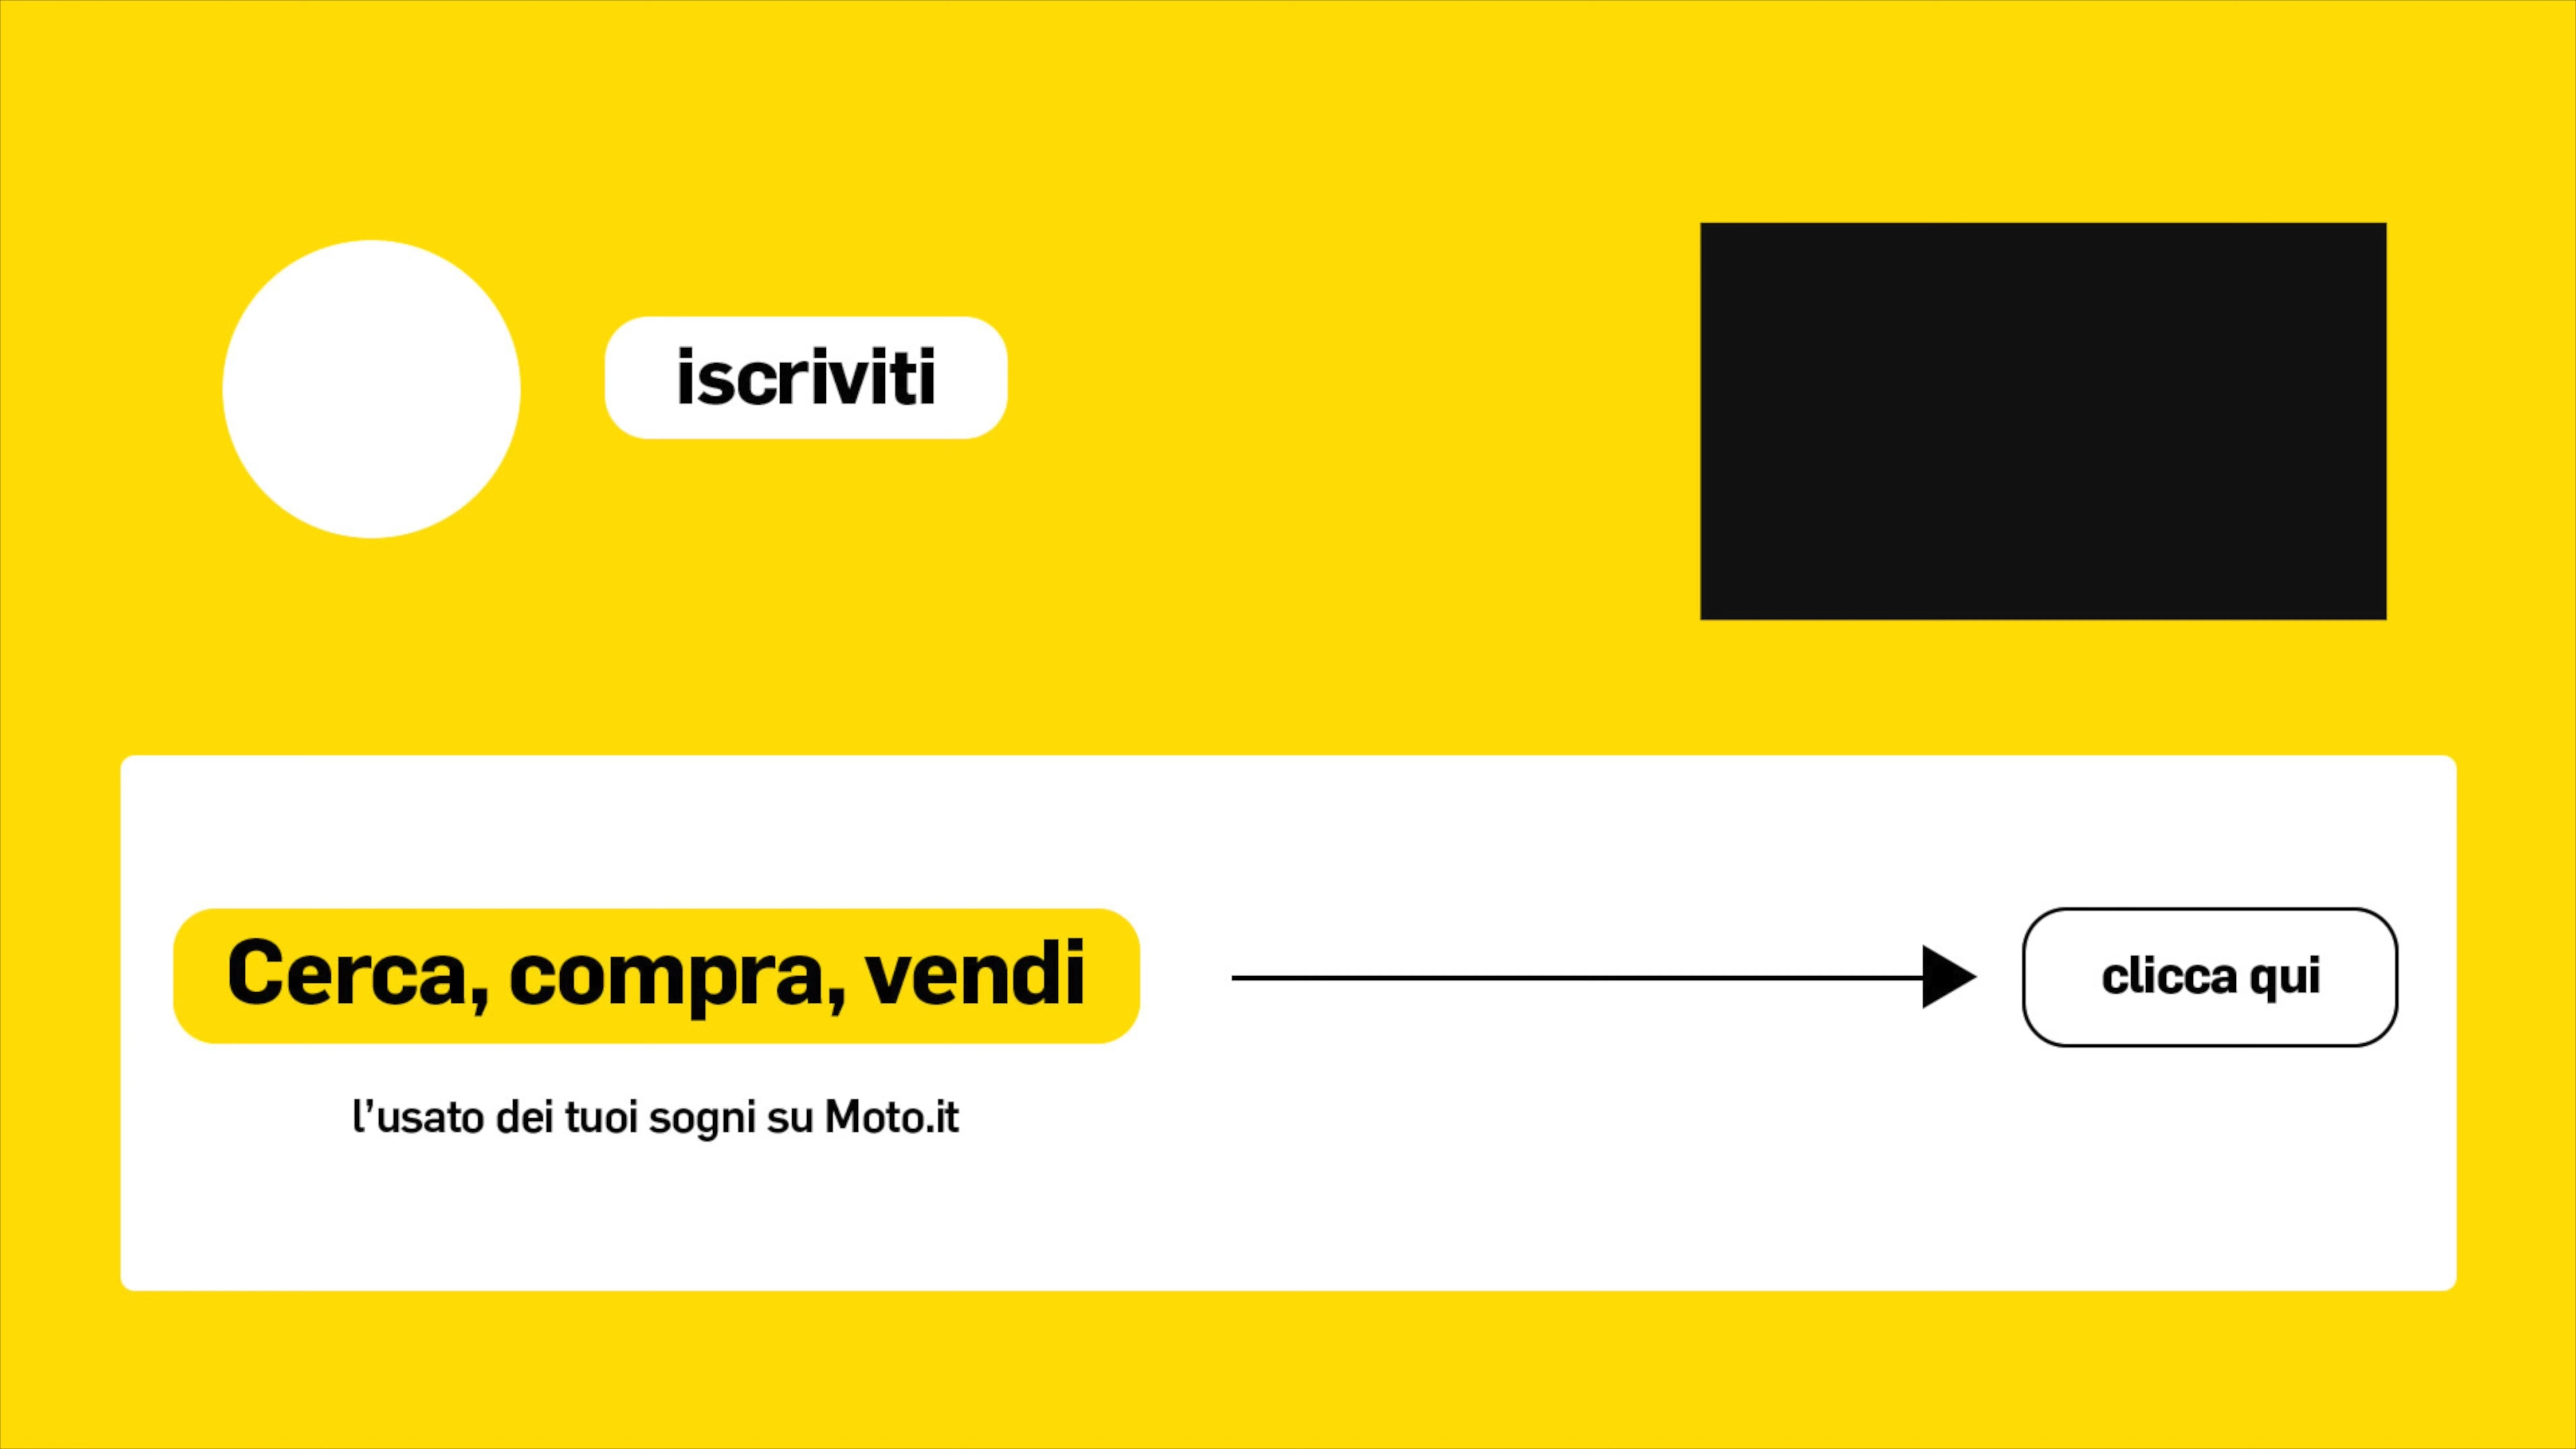 iscriviti
Cerca, compra, vendi
clicca qui
l’usato dei tuoi sogni su Moto.it